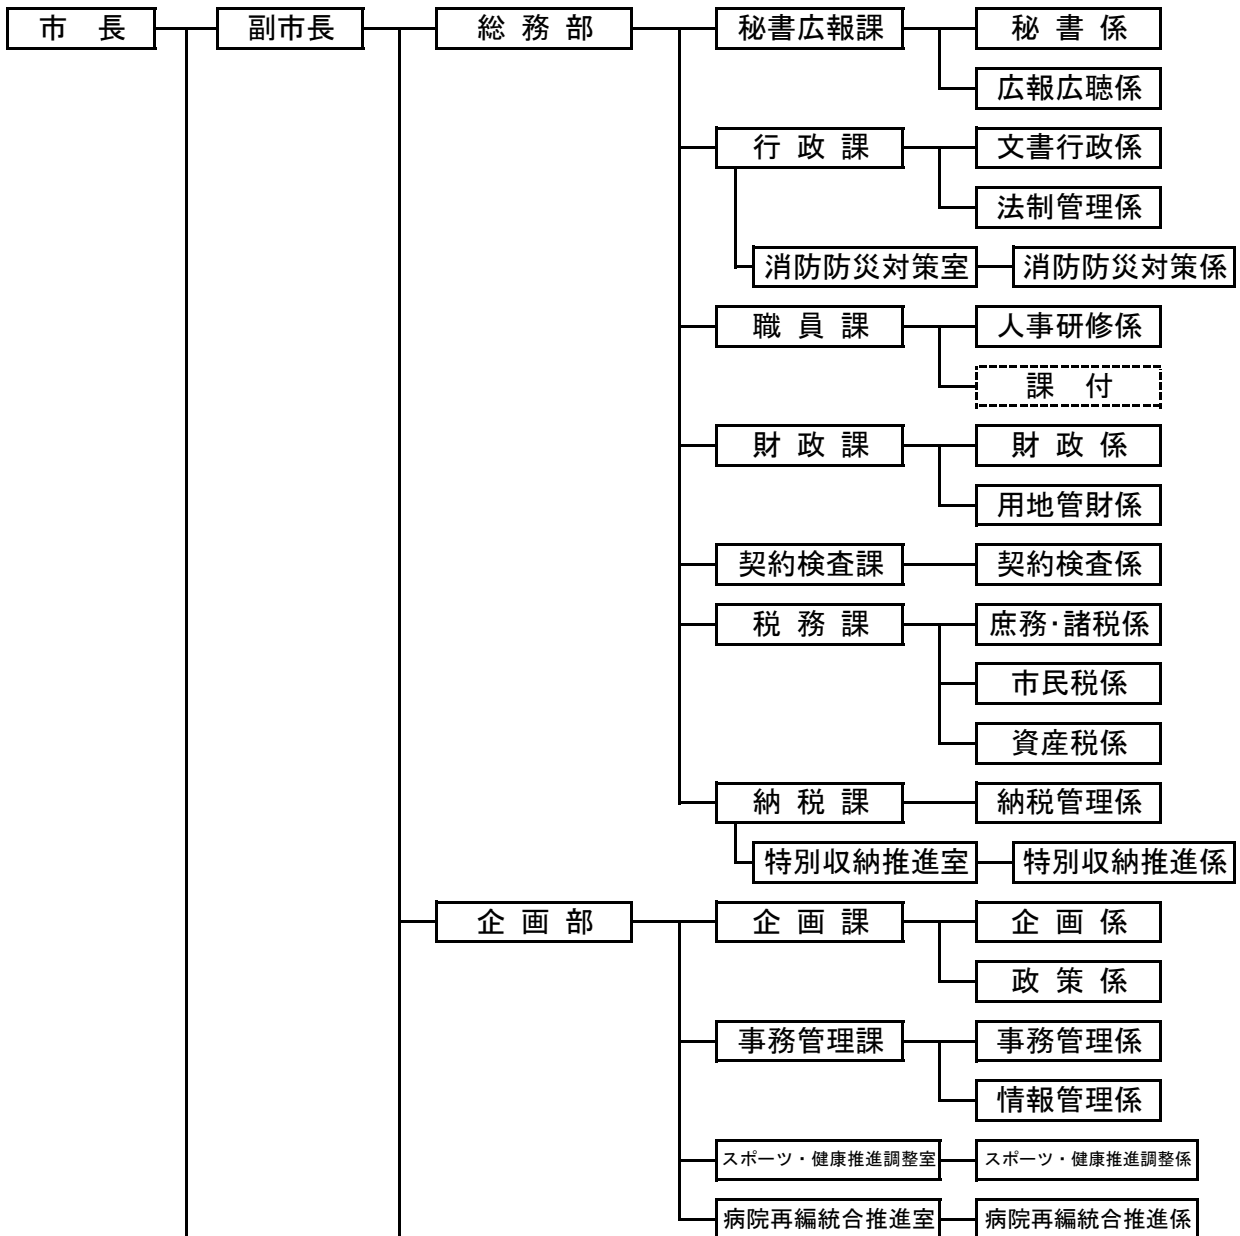 市　長 副市長 総 務 部 秘書広報課 秘 書 係
広報広聴係
行 政 課 文書行政係
法制管理係
消防防災対策室 消防防災対策係
職 員 課 人事研修係
課　付
財 政 課 財 政 係
用地管財係
契約検査課 契約検査係
税 務 課 庶務･諸税係
市民税係
資産税係
納 税 課 納税管理係
特別収納推進室 特別収納推進係
企 画 部 企 画 課 企 画 係
政 策 係
事務管理課 事務管理係
情報管理係
スポーツ・健康推進調整室 スポーツ・健康推進調整係
病院再編統合推進室 病院再編統合推進係